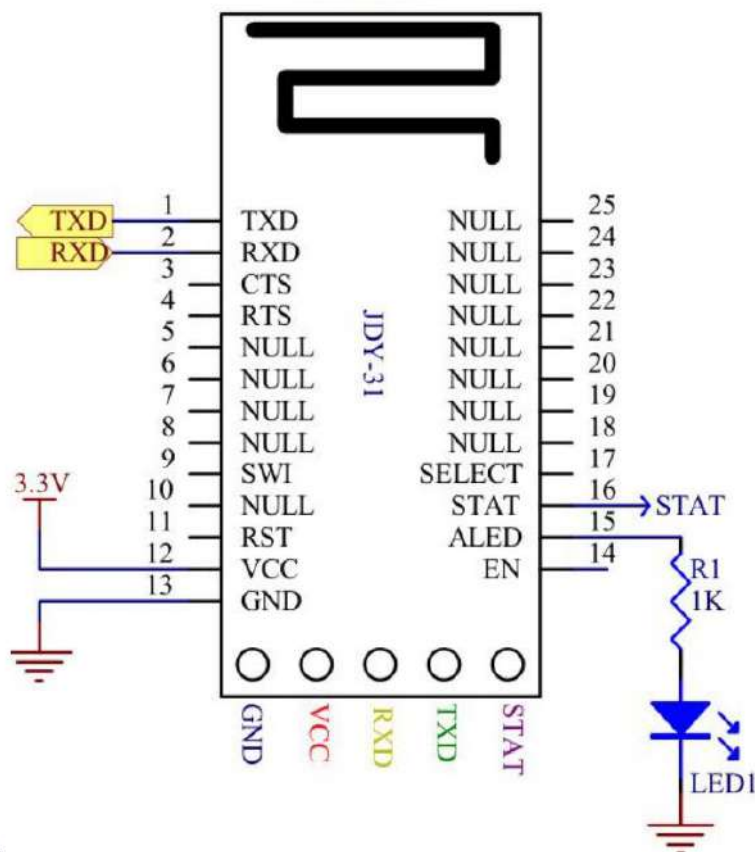 TXD 1 TXD NULL 25
RXD 2 RXD NULL 24
3 CTS NULL 23
4 RTS NULL 22
5 NULL NULL 21
6 NULL NULL 20
7 NULL NULL 19
8 NULL NULL 18
9 SWI SELECT 17
3.3V 10 NULL STAT 16 STAT
11 RST ALED 15
12 VCC EN 14
13 GND
JDY-31
R1
1K
LED1
GND VCC RXD TXD STAT